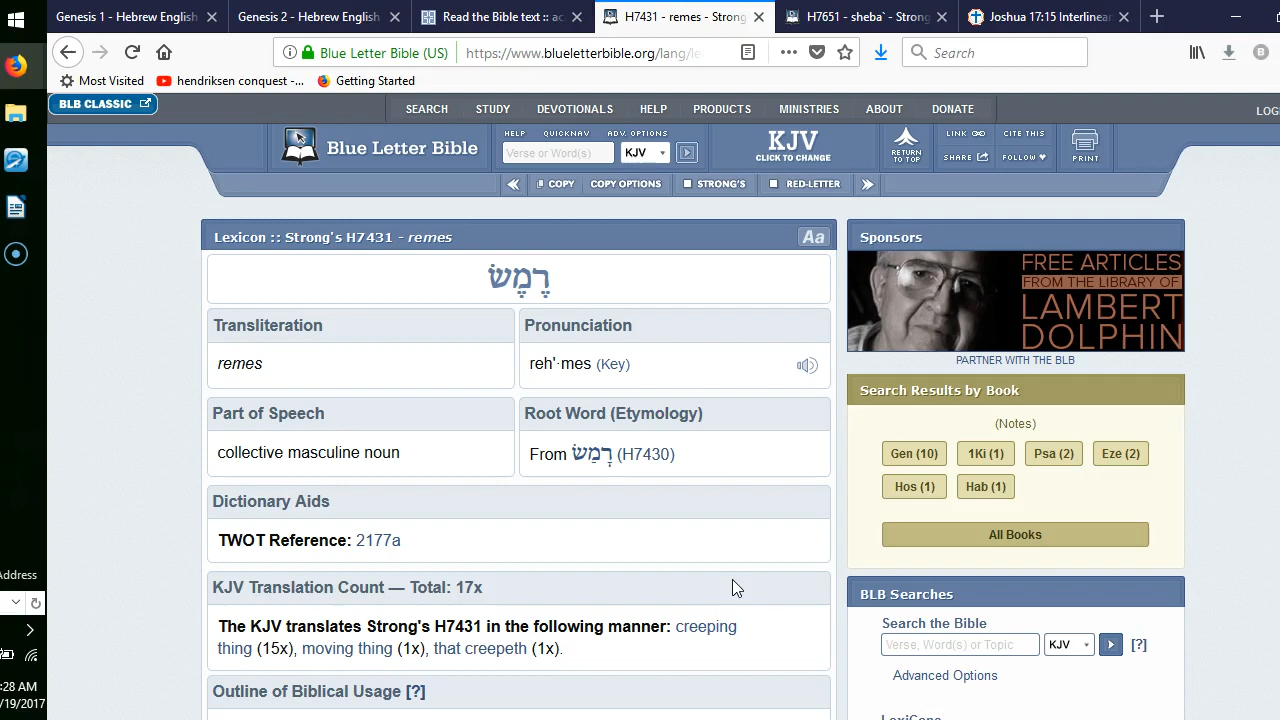 Genesis 1 - Hebrew English
Genesis 2 - Hebrew English
Read the Bible text :: ac
H7431 - remes - Strong
H7651 - sheba` - Strong
Joshua 17:15 Interlinea
Blue Letter Bible (US)
https://www.blueletterbible.org/lang/le
Search
B
Most Visited
henriksen conquest -...
Getting Started
BLB CLASSIC
SEARCH STUDY DEVOTIONALS HELP PRODUCTS MINISTRIES ABOUT DONATE
LOG
Blue Letter Bible
HELP QUICKNAV ADV. OPTIONS
Verse or Word(s) KJV
KJV
CLICK TO CHANGE
RETURN
TO TOP
LINK CITE THIS
SHARE FOLLOW
PRINT
COPY COPY OPTIONS STRONG'S RED-LETTER
Lexicon :: Strong's H7431 - remes
Aa
רֶמֶשׂ
Transliteration
remes
Pronunciation
reh'·mes (Key)
Part of Speech
collective masculine noun
Root Word (Etymology)
From רָמַשׂ (H7430)
Dictionary Aids
TWOT Reference: 2177a
KJV Translation Count — Total: 17x
The KJV translates Strong's H7431 in the following manner: creeping
thing (15x), moving thing (1x), that creepeth (1x).
Outline of Biblical Usage [?]
Sponsors
FREE ARTICLES
FROM THE LIBRARY OF
LAMBERT
DOLPHIN
PARTNER WITH THE BLB
Search Results by Book
(Notes)
Gen (10) 1Ki (1) Psa (2) Eze (2)
Hos (1) Hab (1)
All Books
BLB Searches
Search the Bible
Verse, Word(s) or Topic KJV [?]
Advanced Options
LexiConc
Address
:28 AM
/19/2017